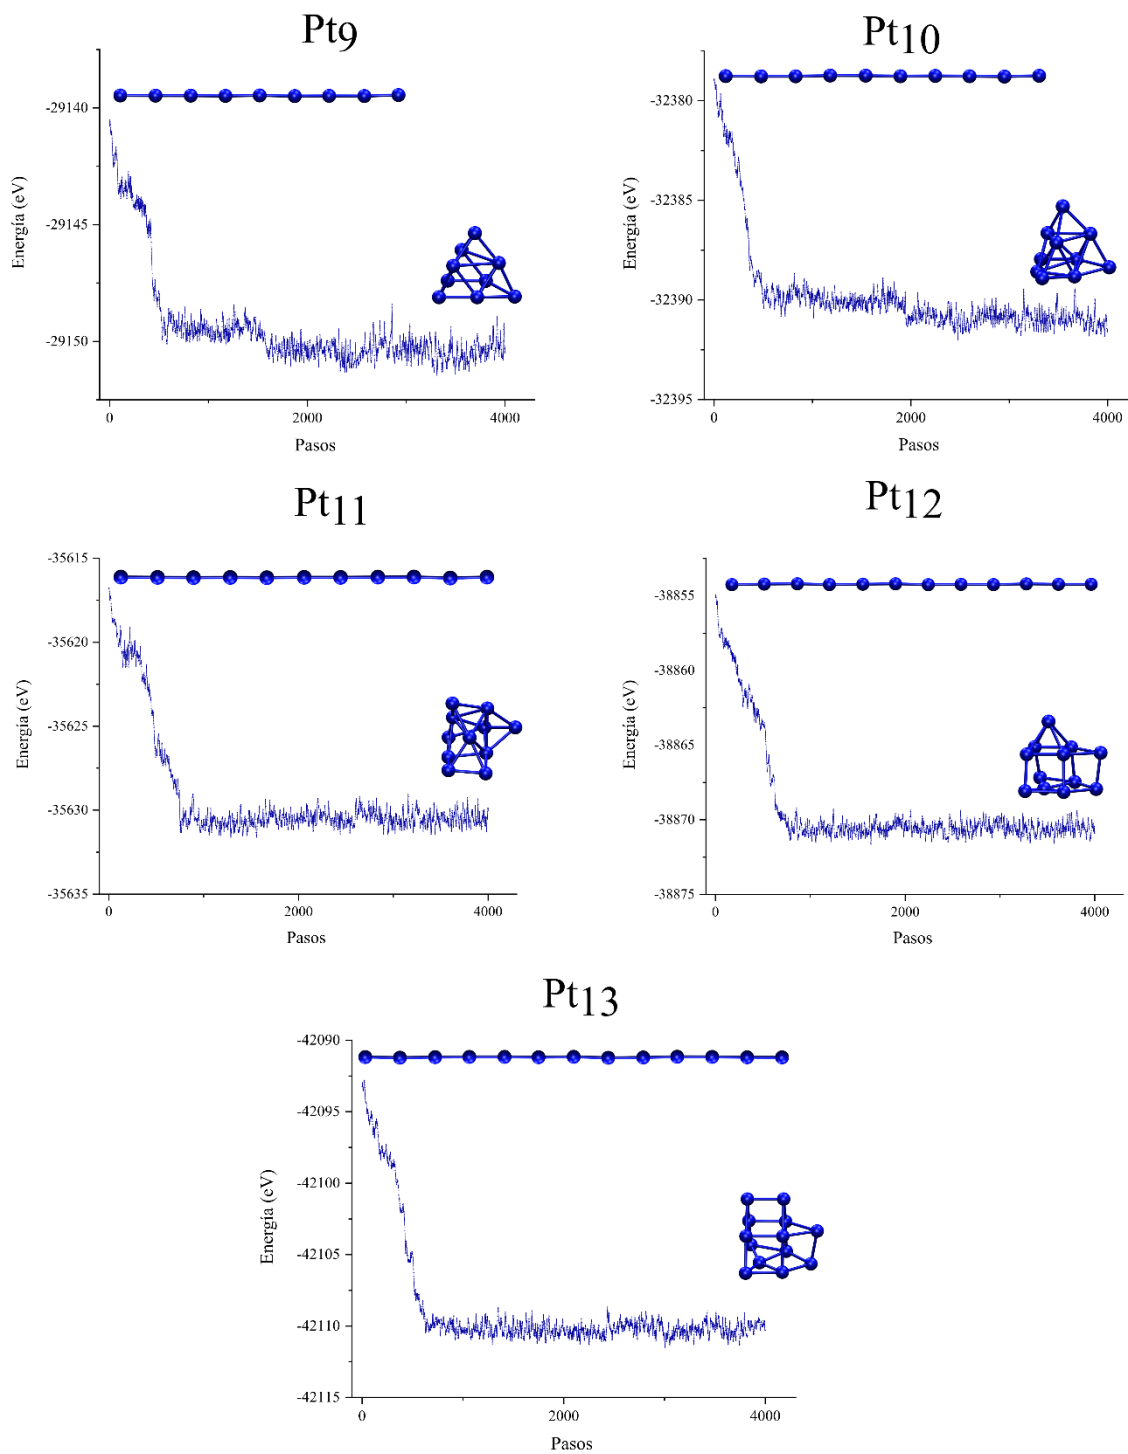 Pt9
-29140
-29145
-29150
Energía (eV)
0
2000
4000
Pasos
Pt10
-32380
-32385
-32390
-32395
Energía (eV)
0
2000
4000
Pasos
Pt11
-35615
-35620
-35625
-35630
-35635
Energía (eV)
0
2000
4000
Pasos
Pt12
-38855
-38860
-38865
-38870
-38875
Energía (eV)
0
2000
4000
Pasos
Pt13
-42090
-42095
-42100
-42105
-42110
-42115
Energía (eV)
0
2000
4000
Pasos